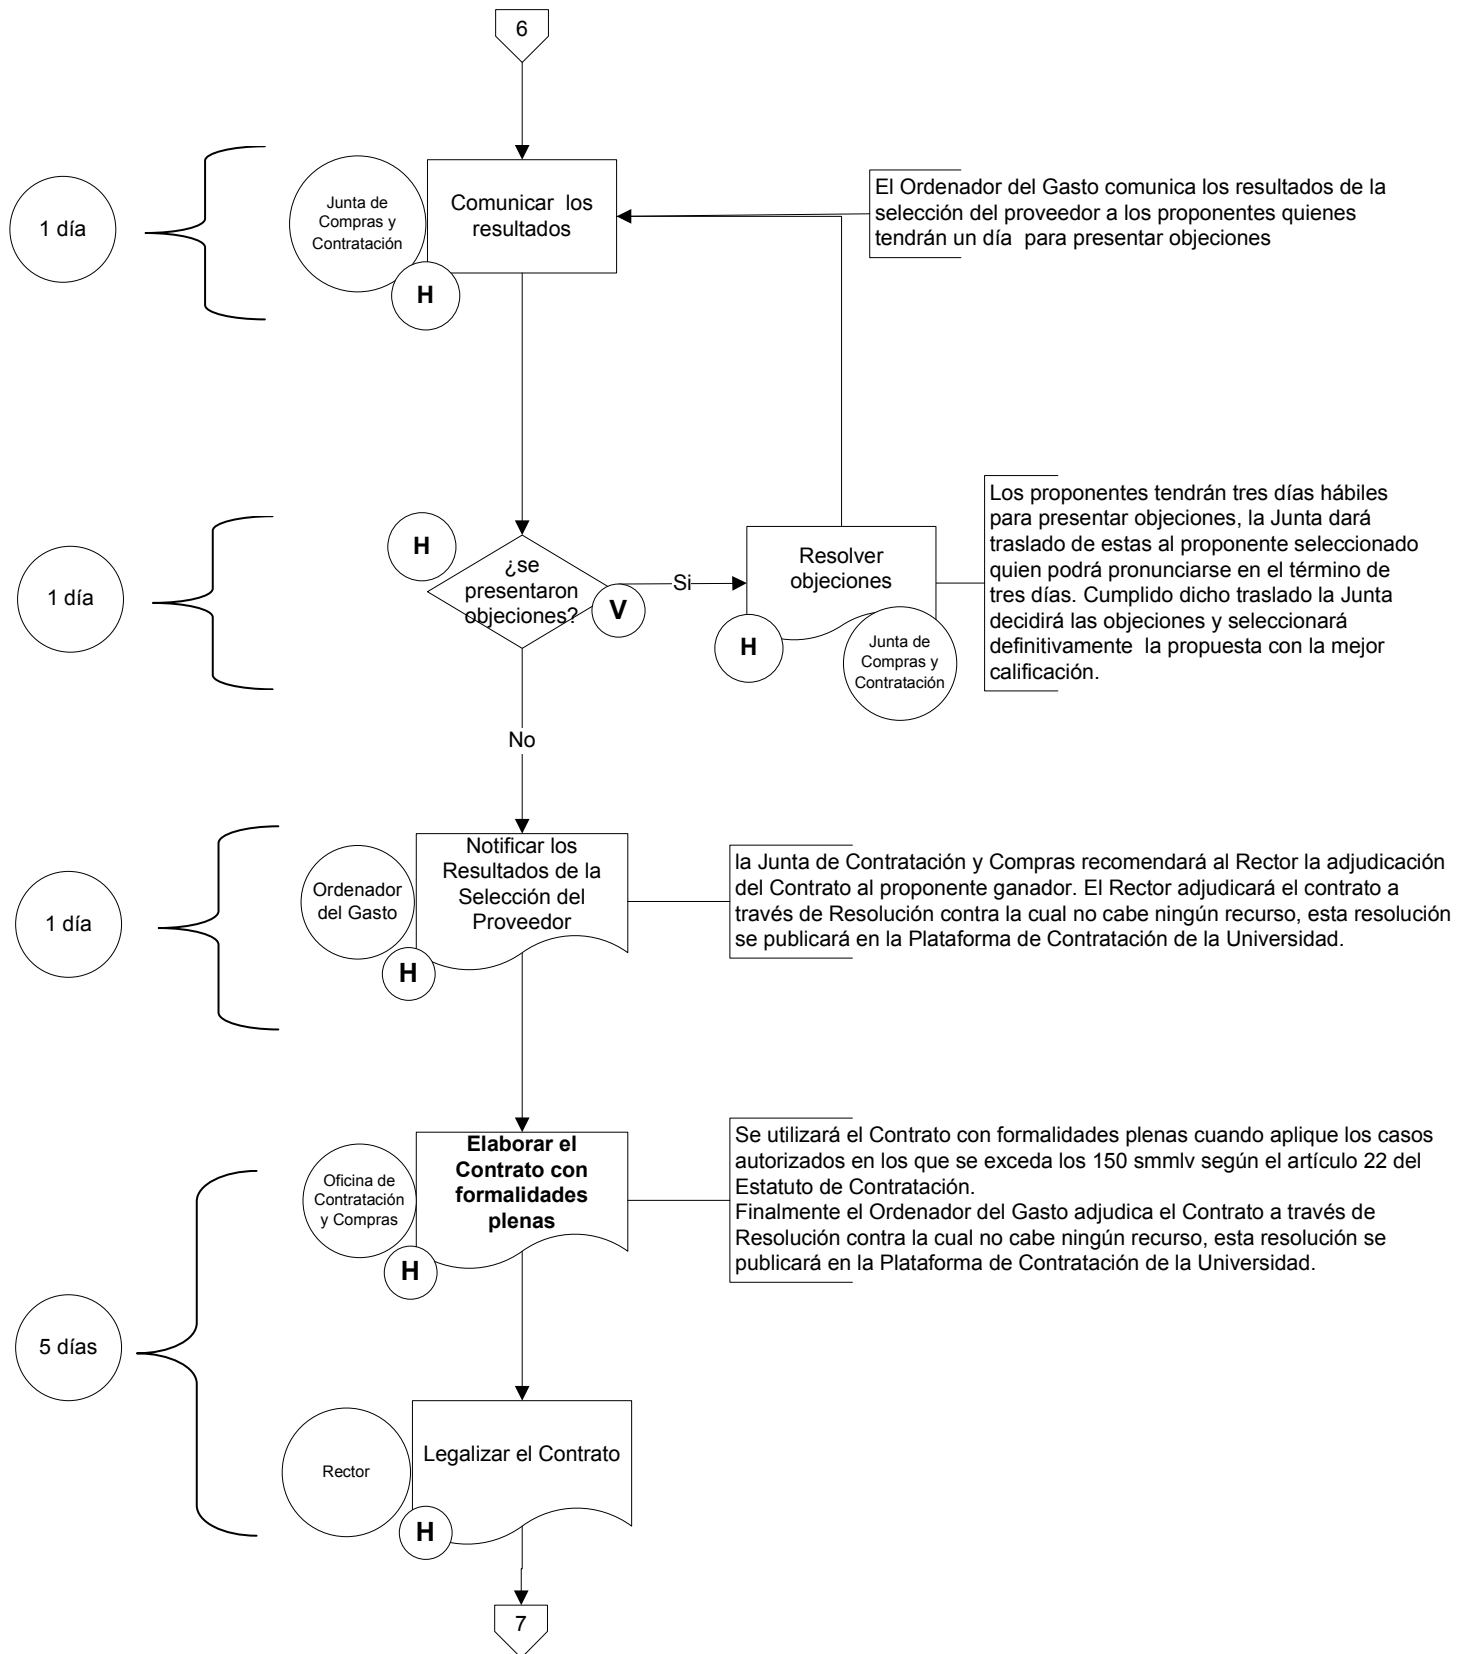 6
1 día
Junta de
Compras y
Contratación
H
Comunicar los
resultados
El Ordenador del Gasto comunica los resultados de la
selección del proveedor a los proponentes quienes
tendrán un día para presentar objeciones
1 día
H
¿se
presentaron
objeciones?
V
Si
Resolver
objeciones
H
Junta de
Compras y
Contratación
Los proponentes tendrán tres días hábiles
para presentar objeciones, la Junta dará
traslado de estas al proponente seleccionado
quien podrá pronunciarse en el término de
tres días. Cumplido dicho traslado la Junta
decidirá las objeciones y seleccionará
definitivamente la propuesta con la mejor
calificación.
No
1 día
Ordenador
del Gasto
H
Notificar los
Resultados de la
Selección del
Proveedor
la Junta de Contratación y Compras recomendará al Rector la adjudicación
del Contrato al proponente ganador. El Rector adjudicará el contrato a
través de Resolución contra la cual no cabe ningún recurso, esta resolución
se publicará en la Plataforma de Contratación de la Universidad.
5 días
Oficina de
Contratación
y Compras
H
Elaborar el
Contrato con
formalidades
plenas
Se utilizará el Contrato con formalidades plenas cuando aplique los casos
autorizados en los que se exceda los 150 smmlv según el artículo 22 del
Estatuto de Contratación.
Finalmente el Ordenador del Gasto adjudica el Contrato a través de
Resolución contra la cual no cabe ningún recurso, esta resolución se
publicará en la Plataforma de Contratación de la Universidad.
Rector
H
Legalizar el Contrato
7